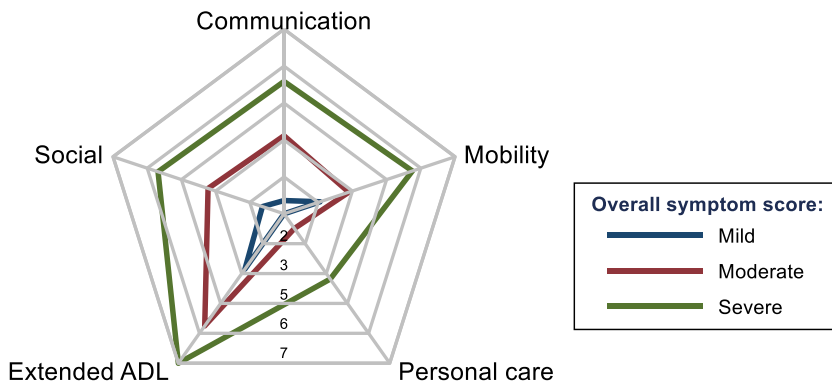 Communication
Social
Mobility
2
3
5
6
7
Extended ADL
Personal care
Overall symptom score:
Mild
Moderate
Severe